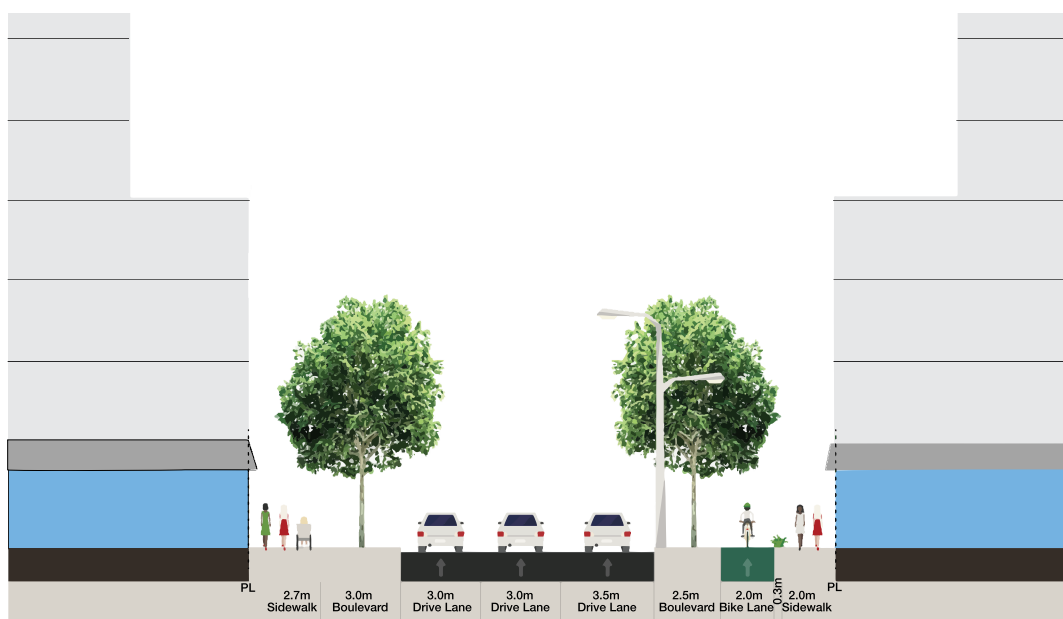 PL
2.7m
Sidewalk
3.0m
Boulevard
3.0m
Drive Lane
3.0m
Drive Lane
3.5m
Drive Lane
2.5m
Boulevard
2.0m
Bike Lane
0.3m
2.0m
Sidewalk
PL